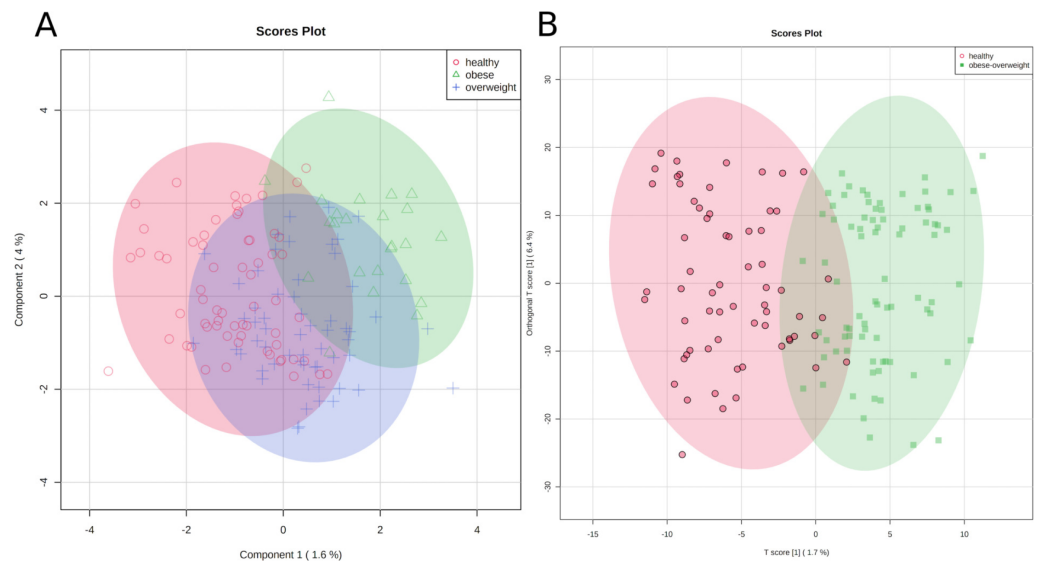 A
Scores Plot
healthy
obese
overweight
Component 2 ( 4 %)
4
2
0
-2
-4
-4
-2
0
2
4
Component 1 ( 1.6 %)
B
Scores Plot
healthy
obese-overweight
Orthogonal T score [1] ( 6.4 %)
30
20
10
0
-10
-20
-30
-15
-10
-5
0
5
10
T score [1] ( 1.7 %)